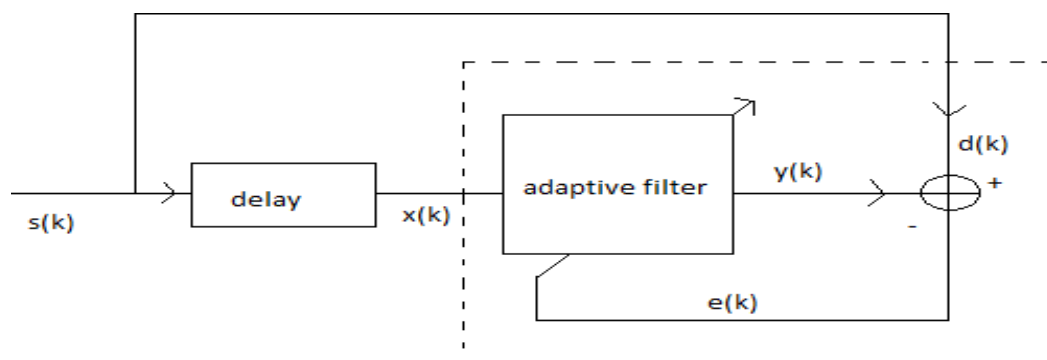 d(k)
+
adaptive filter
y(k)
delay
s(k)
x(k)
-
e(k)